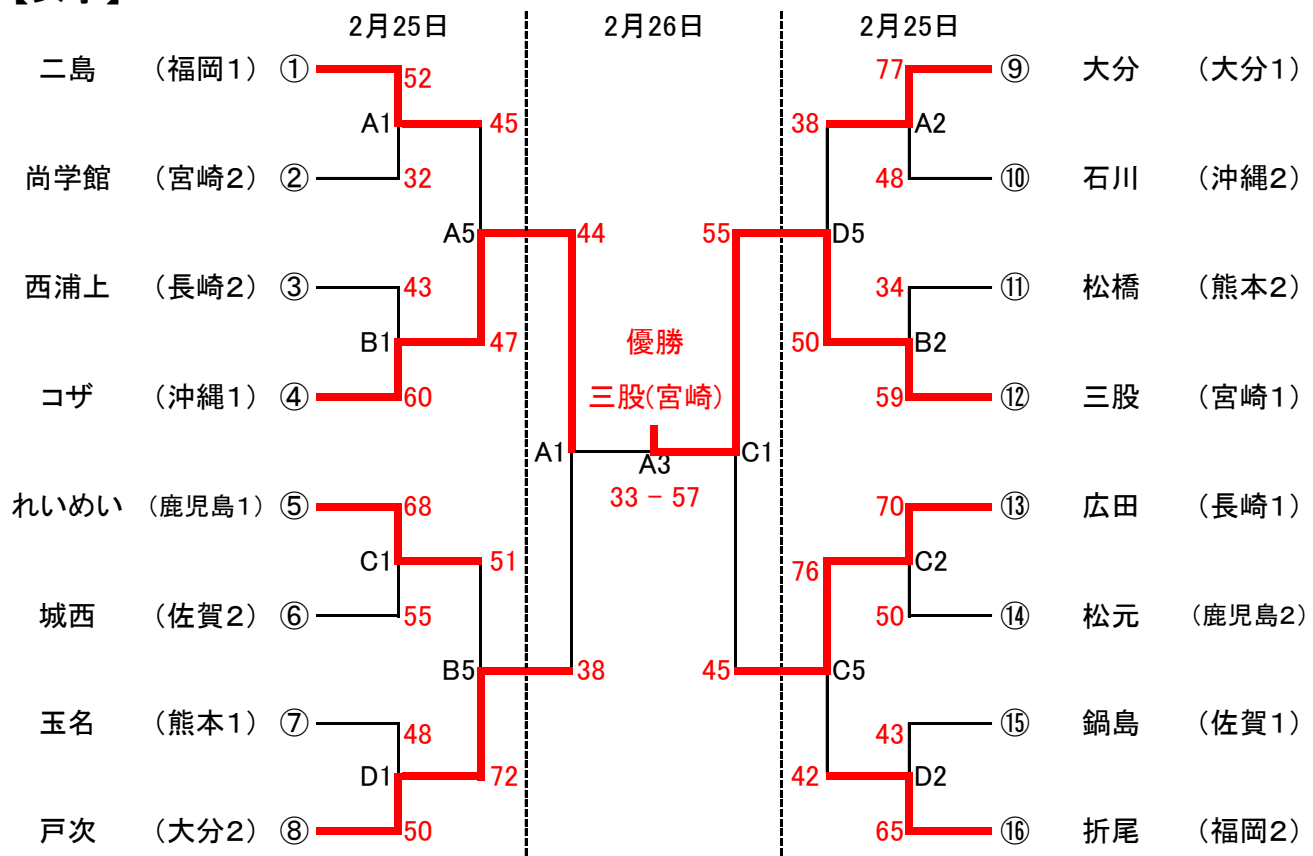 2月25日 2月26日 2月25日
二島 （福岡1） ① 52 77 ⑨ 大分 （大分1）
A1 45 38 A2
尚学館 （宮崎2） ② 32 48 ⑩ 石川 （沖縄2）
A5 44 55 D5
西浦上 （長崎2） ③ 43 34 ⑪ 松橋 （熊本2）
B1 47 優勝 50 B2
コザ （沖縄1） ④ 60 三股(宮崎) 59 ⑫ 三股 （宮崎1）
A1 A3 C1
れいめい （鹿児島1） ⑤ 68 33 − 57 70 ⑬ 広田 （長崎1）
C1 51 76 C2
城西 （佐賀2） ⑥ 55 50 ⑭ 松元 （鹿児島2）
B5 38 45 C5
玉名 （熊本1） ⑦ 48 43 ⑮ 鍋島 （佐賀1）
D1 72 42 D2
戸次 （大分2） ⑧ 50 65 ⑯ 折尾 （福岡2）